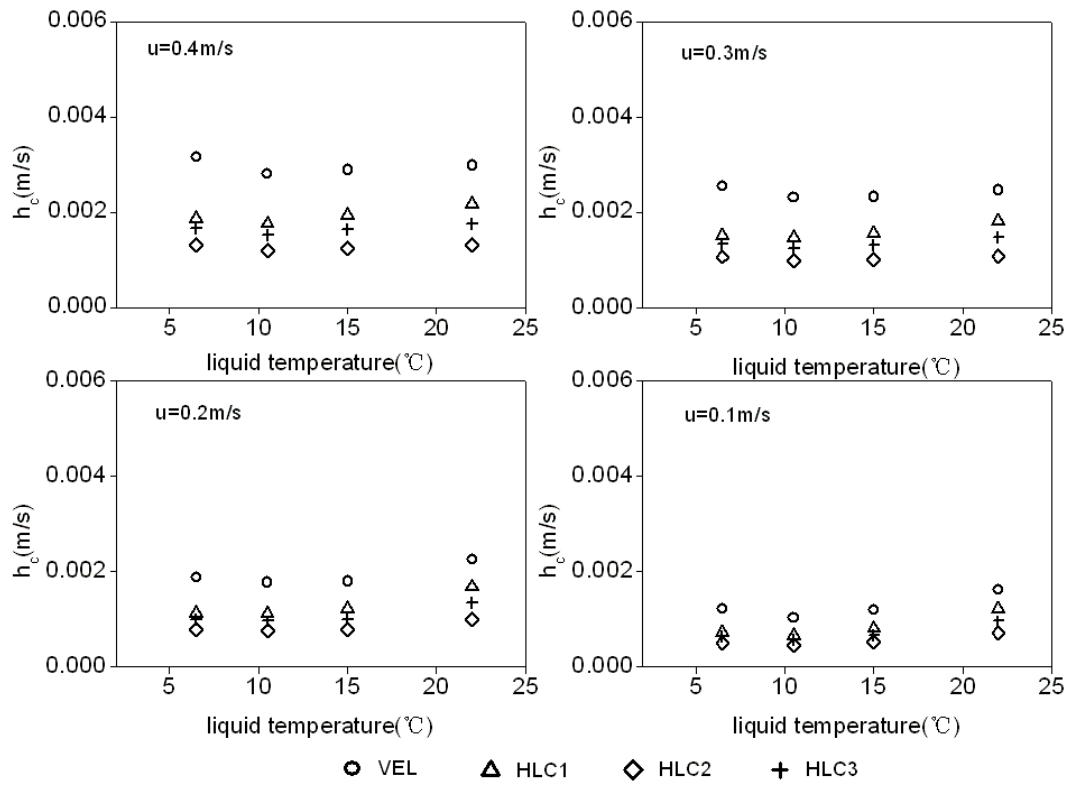 0.006
u=0.4m/s
0.004
h_c(m/s)
0.002
0.000
5 10 15 20 25
liquid temperature(℃)
0.006
u=0.3m/s
0.004
h_c(m/s)
0.002
0.000
5 10 15 20 25
liquid temperature(℃)
0.006
u=0.2m/s
0.004
h_c(m/s)
0.002
0.000
5 10 15 20 25
liquid temperature(℃)
0.006
u=0.1m/s
0.004
h_c(m/s)
0.002
0.000
5 10 15 20 25
liquid temperature(℃)
VEL HLC1 HLC2 HLC3